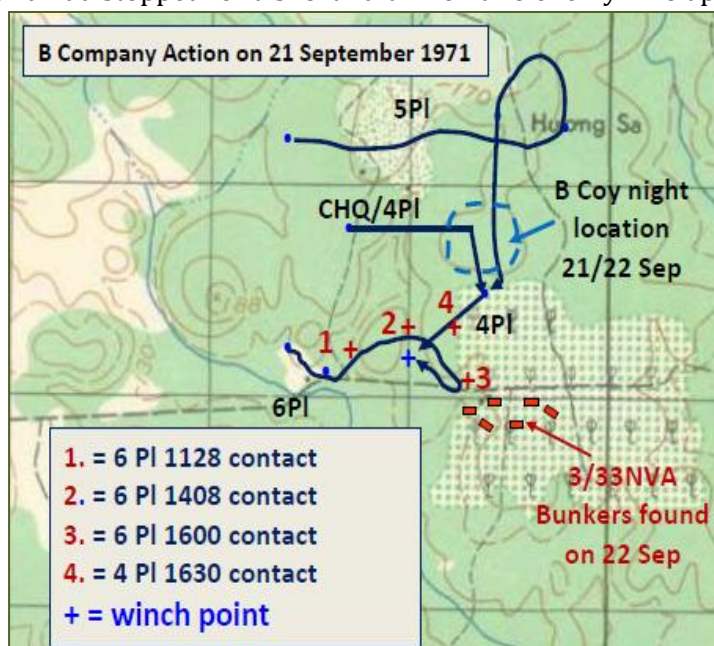 B Company Action on 21 September 1971
170
5Pl
Huong Sa
CHQ/4Pl
B Coy night
location
21/22 Sep
4
1
2
4Pl
3
6Pl
3/33NVA
Bunkers found
on 22 Sep
1. = 6 Pl 1128 contact
2. = 6 Pl 1408 contact
3. = 6 Pl 1600 contact
4. = 4 Pl 1630 contact
+ = winch point